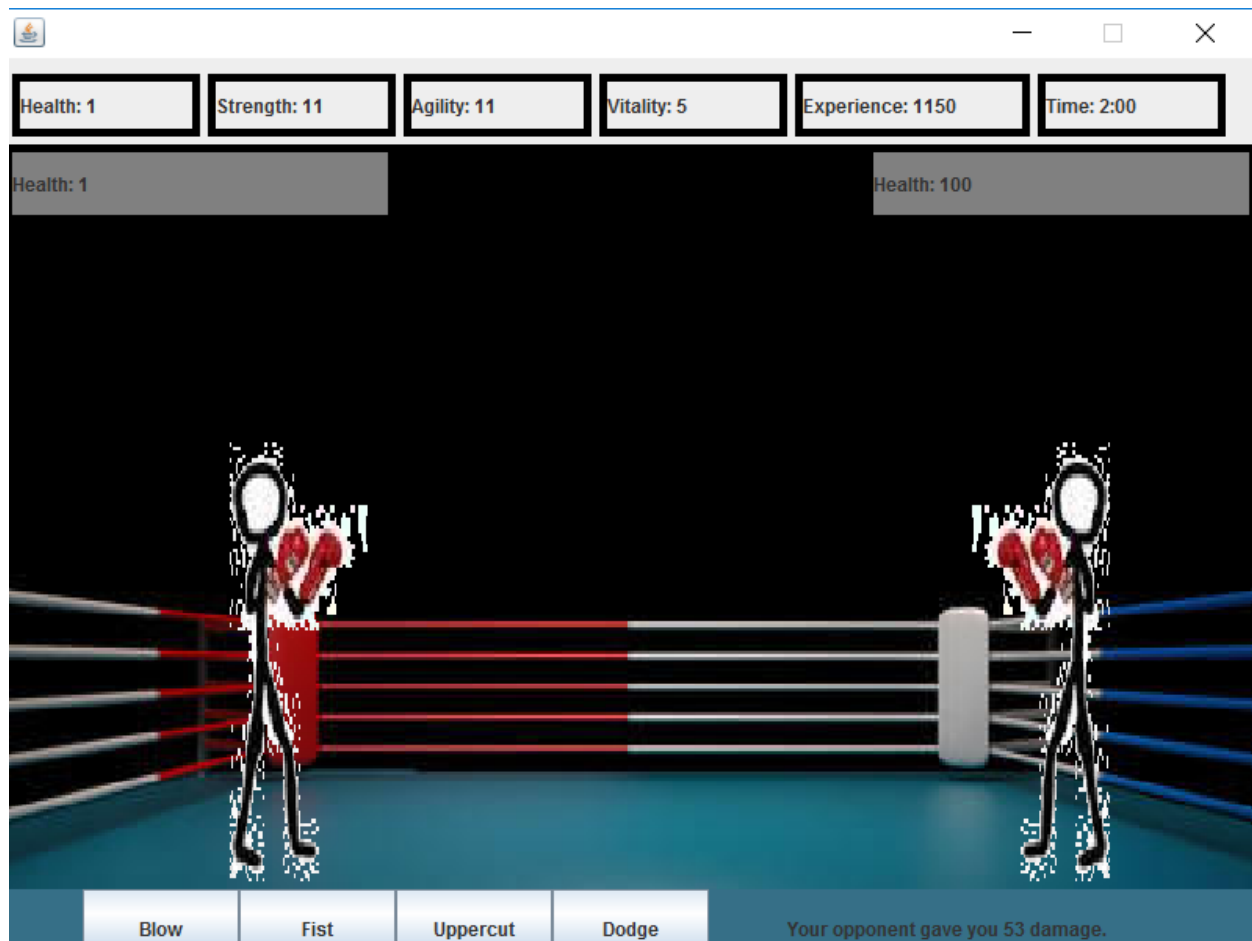 Health: 1
Strength: 11
Agility: 11
Vitality: 5
Experience: 1150
Time: 2:00
Health: 1
Health: 100
Blow
Fist
Uppercut
Dodge
Your opponent gave you 53 damage.